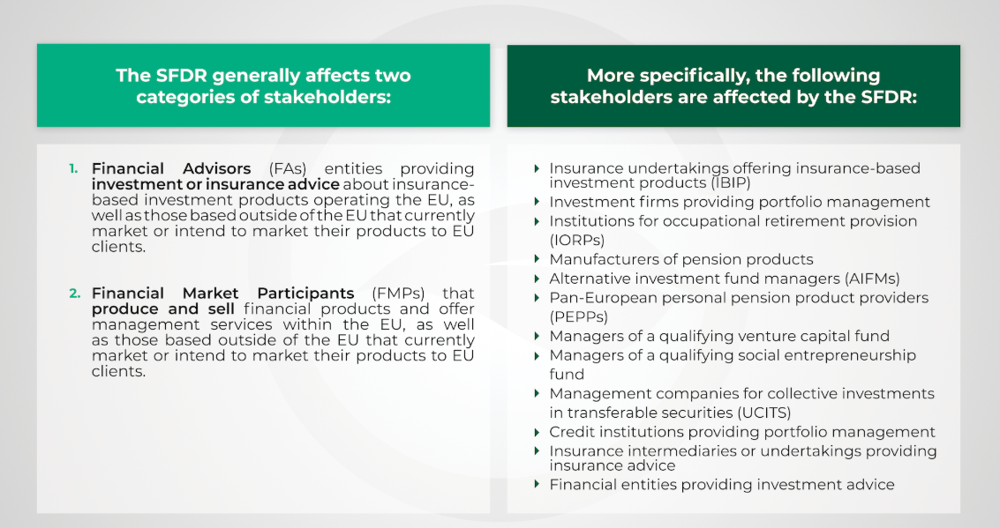 The SFDR generally affects two
categories of stakeholders:
1. Financial Advisors (FAs) entities providing
investment or insurance advice about insurance-
based investment products operating the EU, as
well as those based outside of the EU that currently
market or intend to market their products to EU
clients.
2. Financial Market Participants (FMPs) that
produce and sell financial products and offer
management services within the EU, as well
as those based outside of the EU that currently
market or intend to market their products to EU
clients.
More specifically, the following
stakeholders are affected by the SFDR:
Insurance undertakings offering insurance-based
investment products (IBIP)
Investment firms providing portfolio management
Institutions for occupational retirement provision
(IORPs)
Manufacturers of pension products
Alternative investment fund managers (AIFMs)
Pan-European personal pension product providers
(PEPPs)
Managers of a qualifying venture capital fund
Managers of a qualifying social entrepreneurship
fund
Management companies for collective investments
in transferable securities (UCITS)
Credit institutions providing portfolio management
Insurance intermediaries or undertakings providing
insurance advice
Financial entities providing investment advice